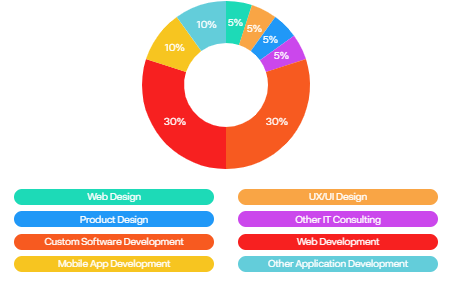 5%
5%
5%
5%
10%
10%
30%
30%
Web Design
UX/UI Design
Product Design
Other IT Consulting
Custom Software Development
Web Development
Mobile App Development
Other Application Development